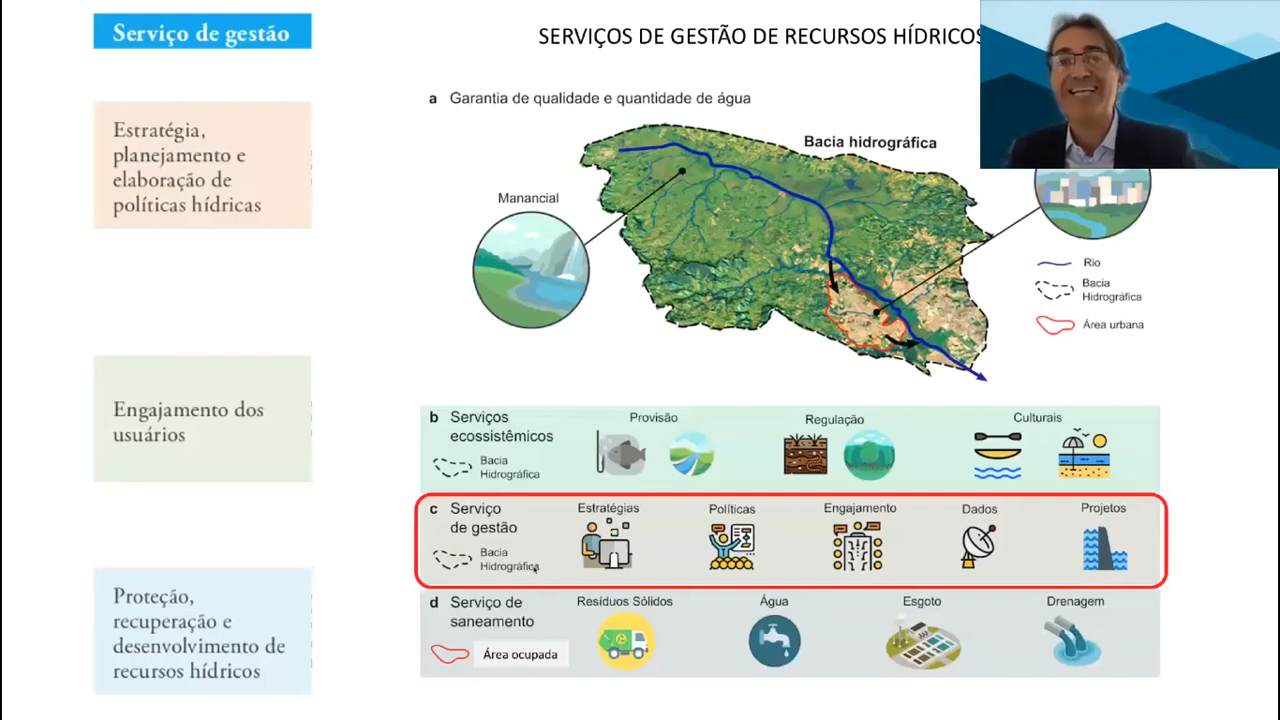 Serviço de gestão
Estratégia,
planejamento e
elaboração de
políticas hídricas
Engajamento dos
usuários
Proteção,
recuperação e
desenvolvimento de
recursos hídricos
SERVIÇOS DE GESTÃO DE RECURSOS HÍDRICOS
a Garantia de qualidade e quantidade de água
Bacia hidrográfica
Manancial
Rio
Bacia
Hidrográfica
Área urbana
b Serviços
ecossistêmicos
Bacia
Hidrográfica
Provisão
Regulação
Culturais
c Serviço
de gestão
Bacia
Hidrográfica
Estratégias
Políticas
Engajamento
Dados
Projetos
d Serviço de
saneamento
Área ocupada
Resíduos Sólidos
Água
Esgoto
Drenagem